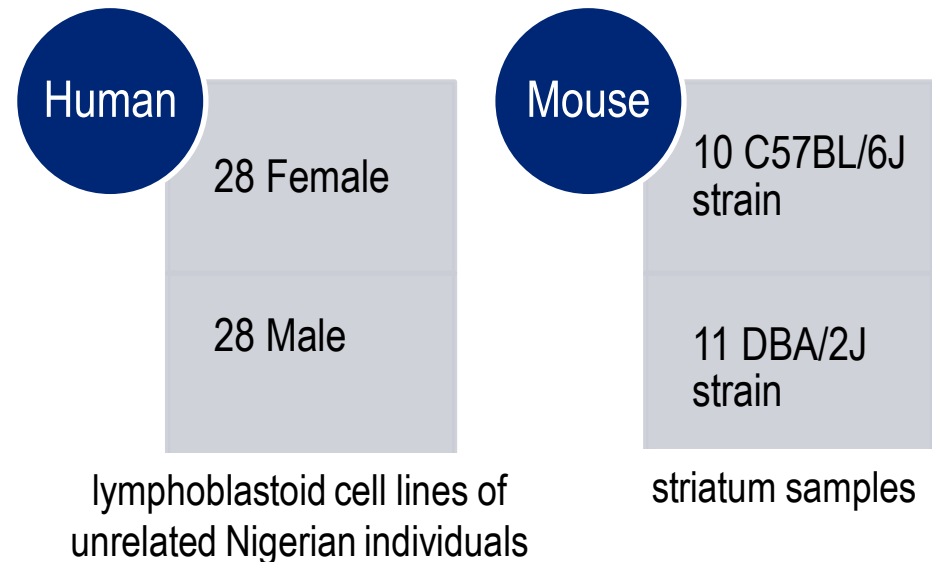 Human
28 Female
28 Male
lymphoblastoid cell lines of
unrelated Nigerian individuals
Mouse
10 C57BL/6J
strain
11 DBA/2J
strain
striatum samples